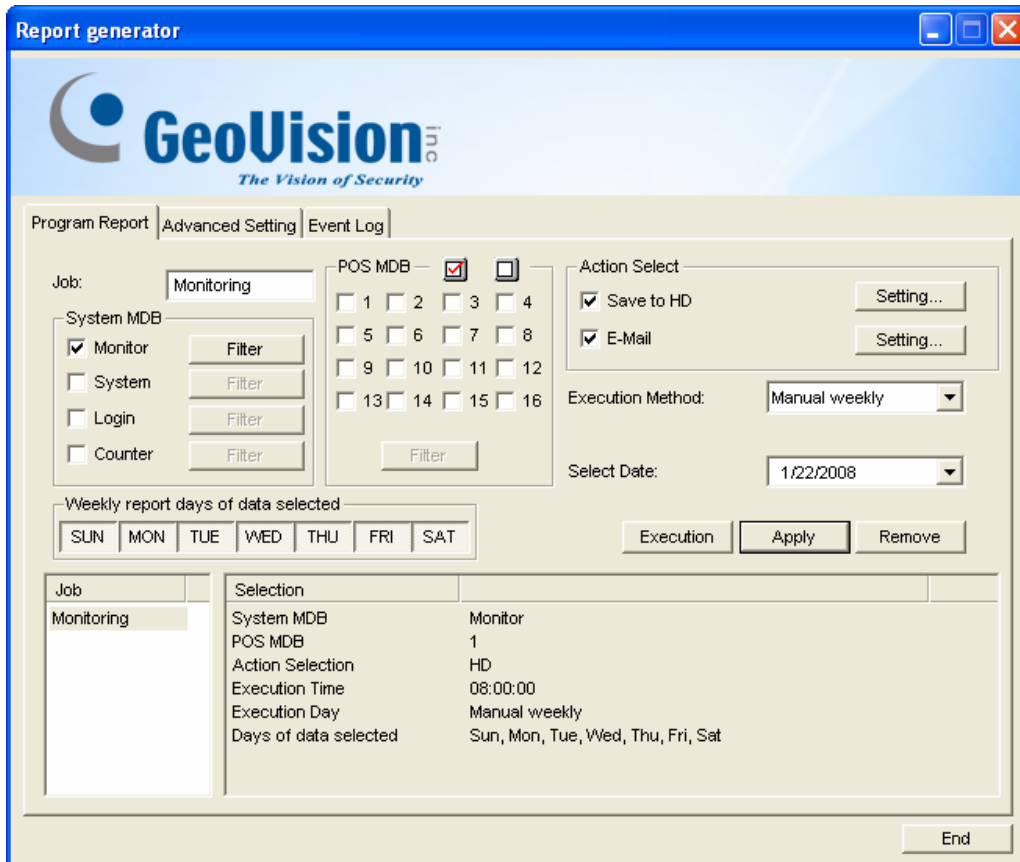 Report generator
GeoVision inc
The Vision of Security
Program Report Advanced Setting Event Log
Job: Monitoring
System MDB
Monitor Filter
System Filter
Login Filter
Counter Filter
POS MDB
1 2 3 4
5 6 7 8
9 10 11 12
13 14 15 16
Filter
Action Select
Save to HD Setting...
E-Mail Setting...
Execution Method: Manual weekly
Select Date: 1/22/2008
Weekly report days of data selected
SUN MON TUE WED THU FRI SAT
Execution Apply Remove
Job
Monitoring
Selection
System MDB Monitor
POS MDB 1
Action Selection HD
Execution Time 08:00:00
Execution Day Manual weekly
Days of data selected Sun, Mon, Tue, Wed, Thu, Fri, Sat
End